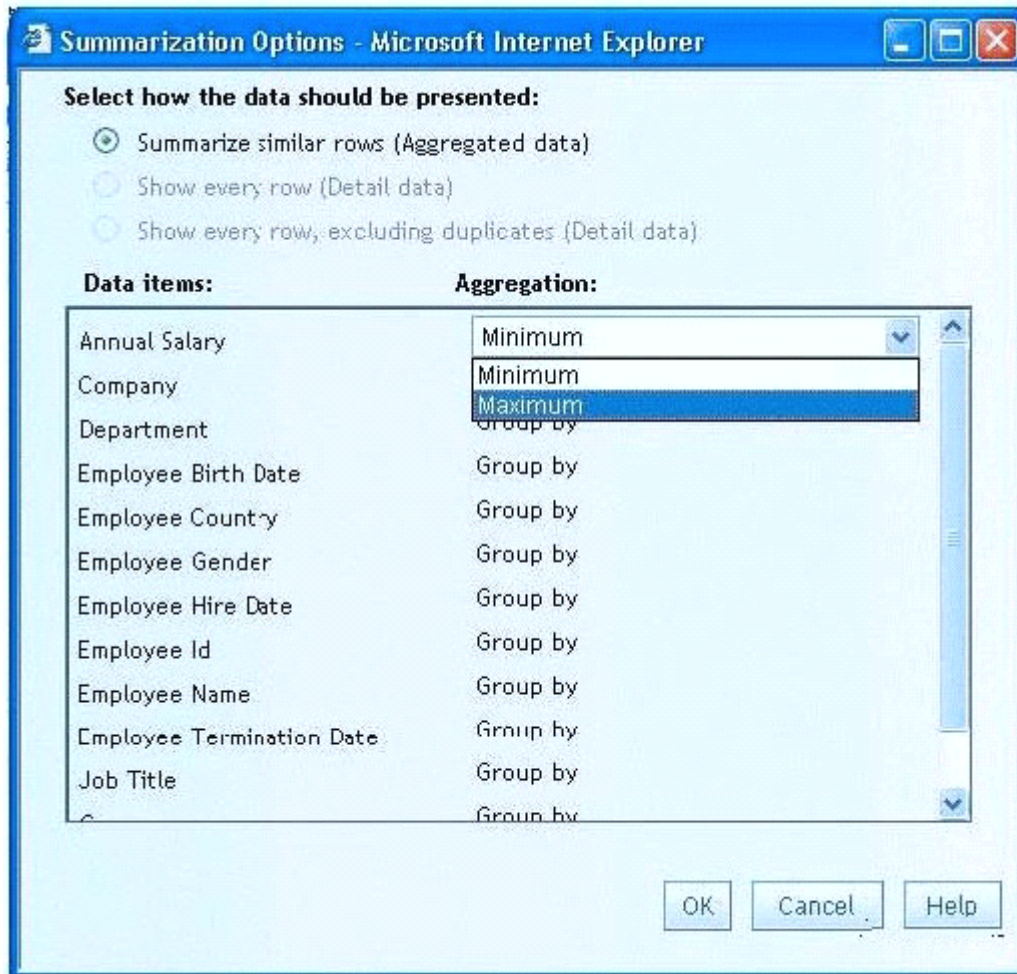 Summarization Options - Microsoft Internet Explorer
Select how the data should be presented:
Summarize similar rows (Aggregated data)
Show every row (Detail data)
Show every row, excluding duplicates (Detail data)
Data items: Aggregation:
Annual Salary Minimum
Minimum
Company
Maximum
Department Group by
Employee Birth Date Group by
Employee Country Group by
Employee Gender Group by
Employee Hire Date Group by
Employee Id Group by
Employee Name Group by
Employee Termination Date Group by
Job Title Group by
Group by
OK Cancel Help